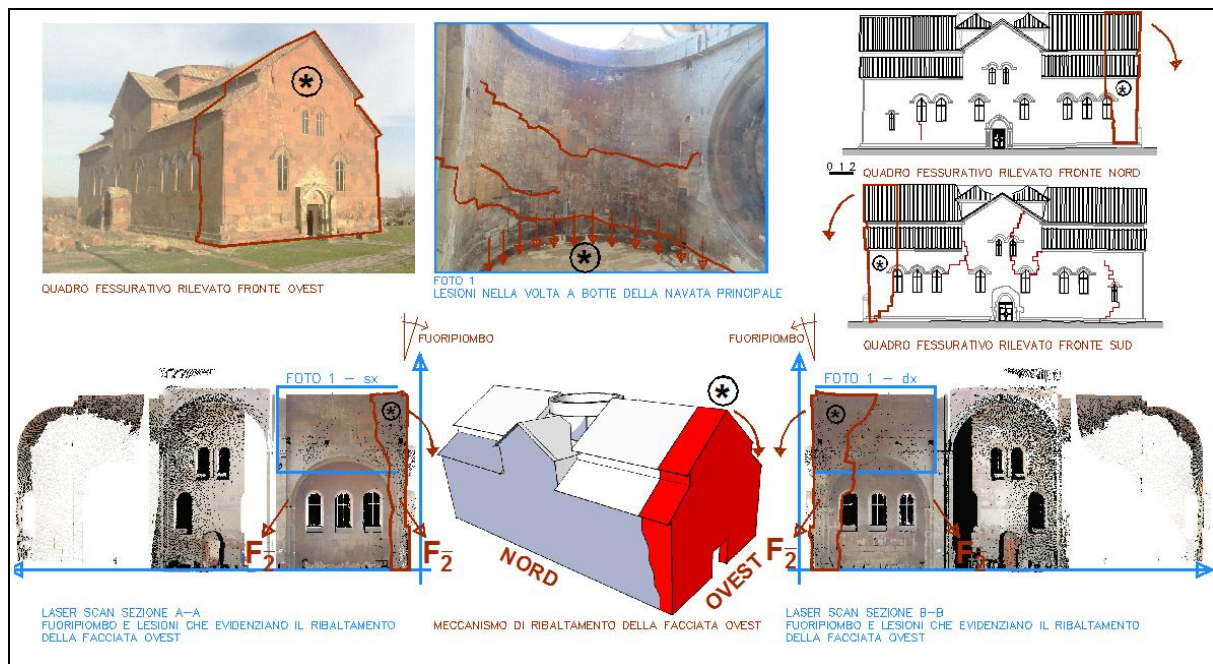 QUADRO FESSURATIVO RILEVATO FRONTE OVEST
FOTO 1
LESIONI NELLA VOLTA A BOTTE DELLA NAVATA PRINCIPALE
0 1 2
QUADRO FESSURATIVO RILEVATO FRONTE NORD
QUADRO FESSURATIVO RILEVATO FRONTE SUD
FUORIPIOMBO
FUORIPIOMBO
FOTO 1 - sx
FOTO 1 - dx
F2
F2
NORD
OVEST
F2
F2
LASER SCAN SEZIONE A-A
FUORIPIOMBO E LESIONI CHE EVIDENZIANO IL RIBALTAMENTO
DELLA FACCIATA OVEST
MECCANISMO DI RIBALTAMENTO DELLA FACCIATA OVEST
LASER SCAN SEZIONE B-B
FUORIPIOMBO E LESIONI CHE EVIDENZIANO IL RIBALTAMENTO
DELLA FACCIATA OVEST